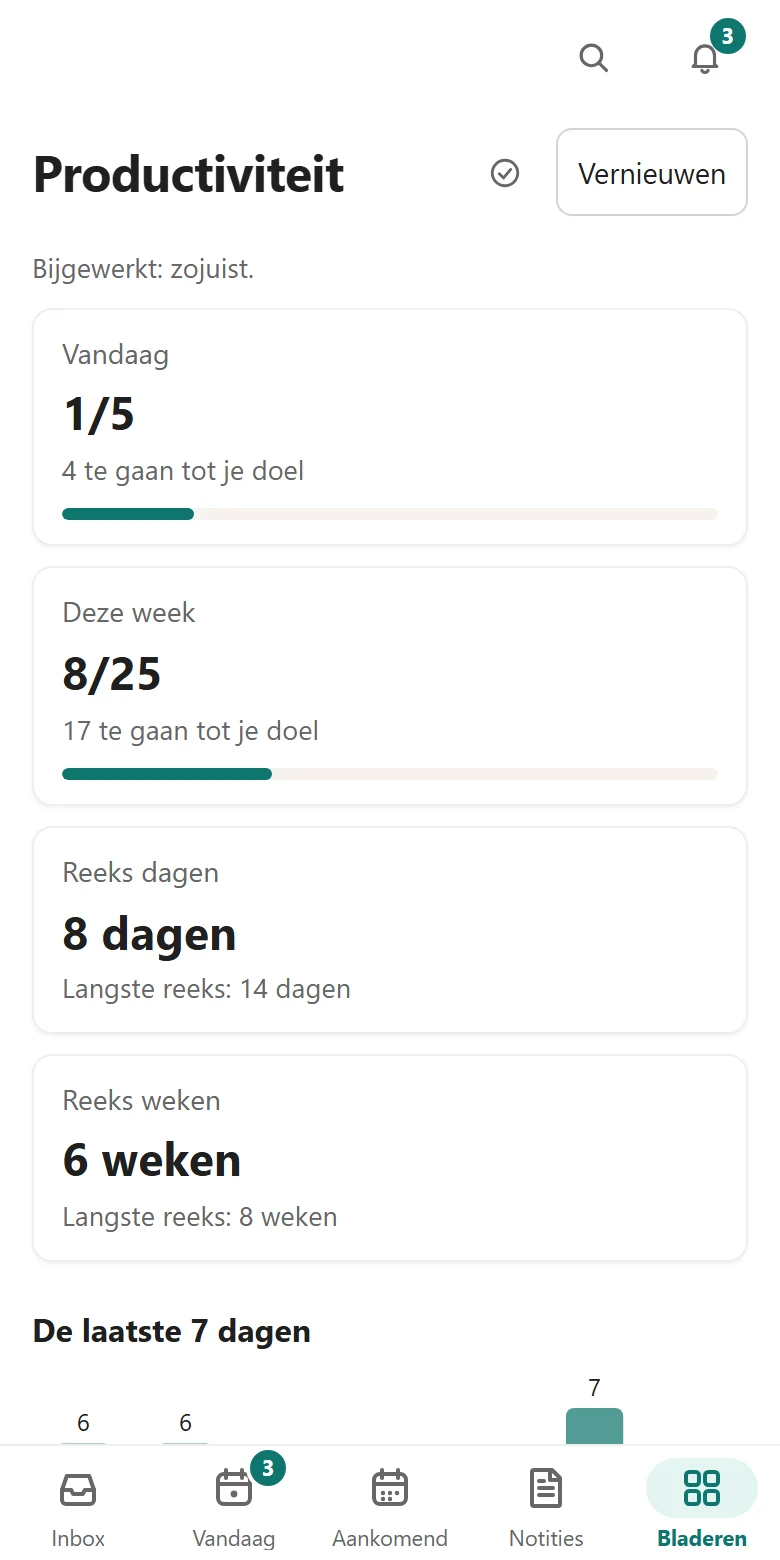 3
Productiviteit
Vernieuwen
Bijgewerkt: zojuist.
Vandaag
1/5
4 te gaan tot je doel
Deze week
8/25
17 te gaan tot je doel
Reeks dagen
8 dagen
Langste reeks: 14 dagen
Reeks weken
6 weken
Langste reeks: 8 weken
De laatste 7 dagen
7
6 6
3
Inbox Vandaag Aankomend Notities Bladeren